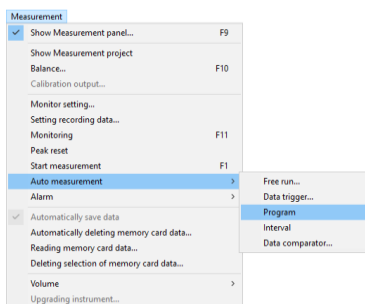 Measurement
Show Measurement panel... F9
Show Measurement project
Balance... F10
Calibration output...
Monitor setting...
Setting recording data...
Monitoring F11
Peak reset
Start measurement F1
Auto measurement >
Alarm >
Automatically save data
Automatically deleting memory card data...
Reading memory card data...
Deleting selection of memory card data...
Volume >
Upgrading instrument...
Free run...
Data trigger...
Program
Interval
Data comparator...